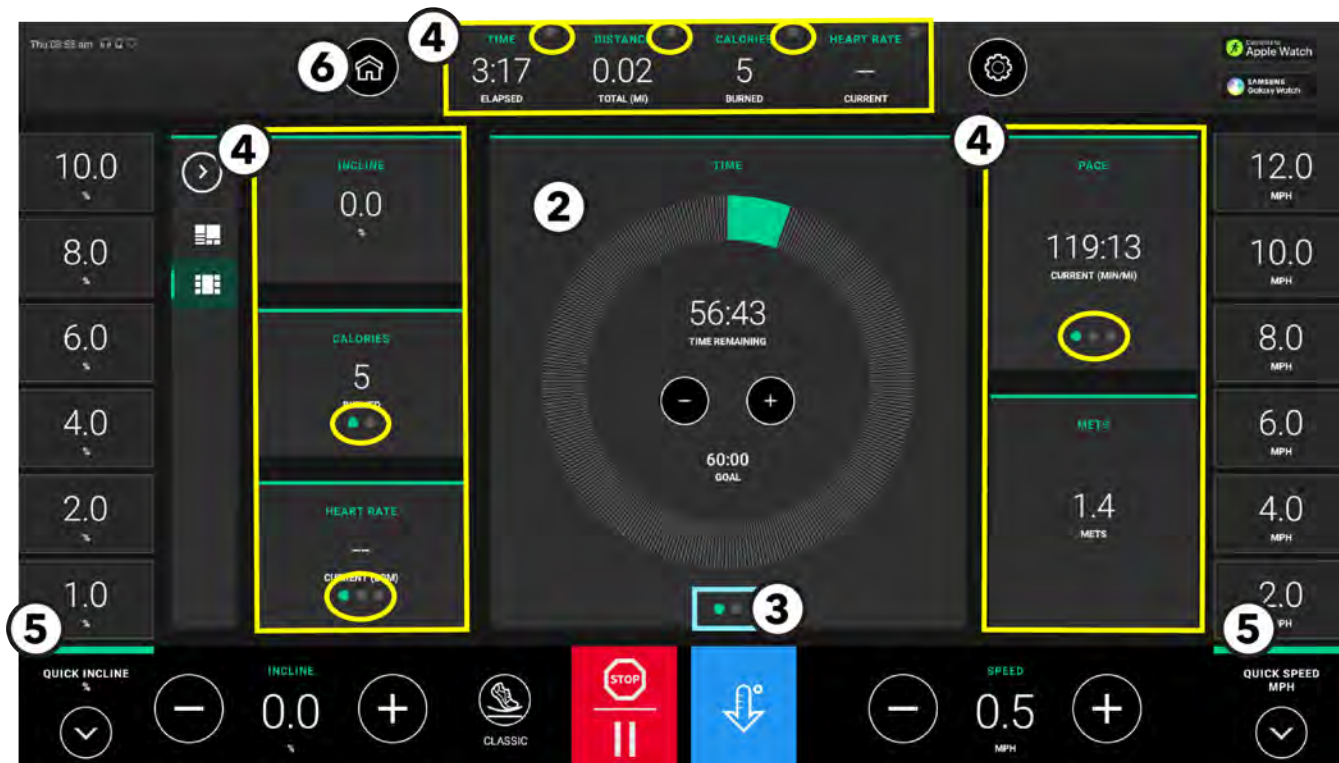 Thu 08:58 am
6
4
TIME
DISTANCE
CALORIES
HEART RATE
3:17
0.02
5
--
ELAPSED
TOTAL (MI)
BURNED
CURRENT
Connects to
Apple Watch
SAMSUNG
Galaxy Watch
10.0
%
8.0
%
6.0
%
4.0
%
2.0
%
1.0
%
4
INCLINE
0.0
%
CALORIES
5
BURNED
HEART RATE
--
CURRENT (BPM)
2
TIME
56:43
TIME REMAINING
−
+
60:00
GOAL
3
4
PACE
119:13
CURRENT (MIN/MI)
METS
1.4
METS
12.0
MPH
10.0
MPH
8.0
MPH
6.0
MPH
4.0
MPH
2.0
MPH
5
QUICK INCLINE
%
−
INCLINE
0.0
%
+
CLASSIC
STOP
−
SPEED
0.5
MPH
+
5
QUICK SPEED
MPH